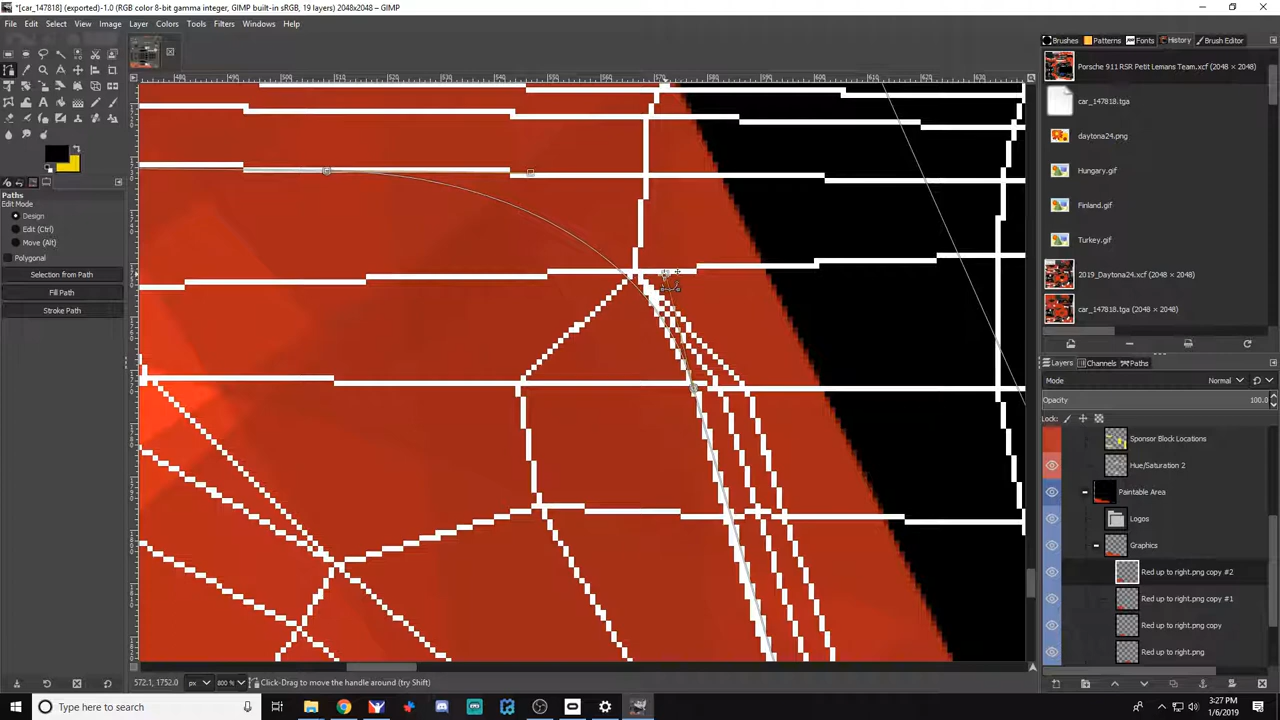 *[car_147818] (exported)-1.0 (RGB color 8-bit gamma integer, GIMP built-in sRGB, 19 layers) 2048x2048 – GIMP
File Edit Select View Image Layer Colors Tools Filters Windows Help
Brushes Patterns Fonts History Brush Editor
Porsche 911 RSR Petit Lemans Team.xcf (2048 × 2048)
car_147818.tga
daytona24.png
Hungary.gif
Finland.gif
Turkey.gif
2019_Daytona24.xcf (2048 × 2048)
car_147818.tga (2048 × 2048)
Paths
Edit Mode
Design
Edit (Ctrl)
Move (Alt)
Polygonal
Selection from Path
Fill Path
Stroke Path
Layers Channels Paths
Mode Normal
Opacity 100.0
Lock:
Sponsor Block Locations
Hue/Saturation 2
Paintable Area
Logos
Graphics
Red up to right.png copy #2
Red up to right.png copy #1
Red up to right.png copy
Red up to right.png
572.1, 1752.0 px 800 % Click-Drag to move the handle around (try Shift)
Type here to search
3:27 PM
1/6/2019